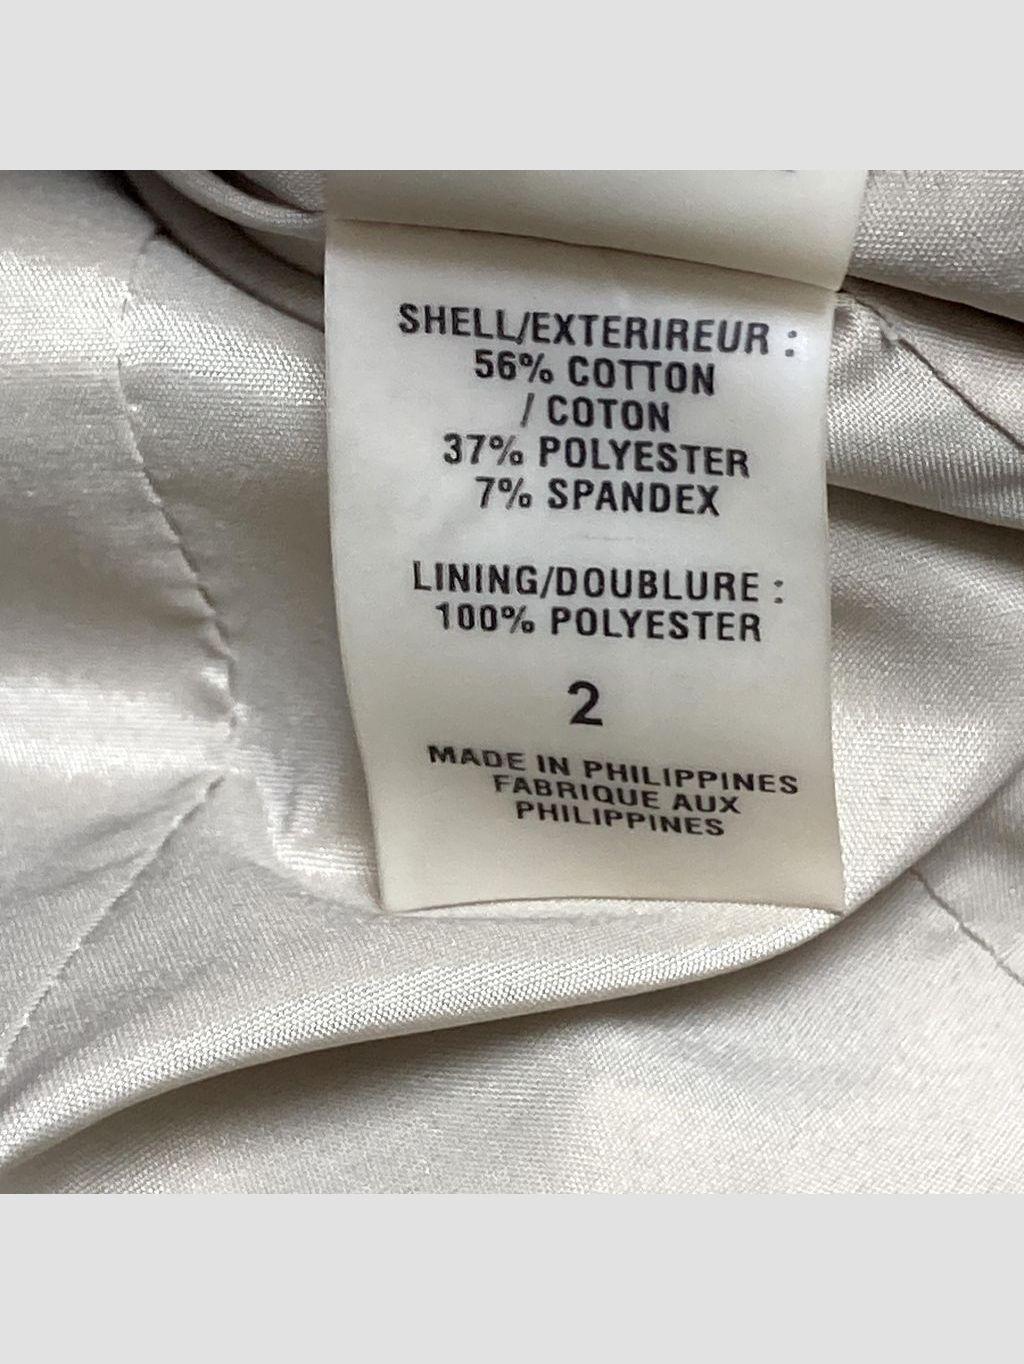 SHELL/EXTERIREUR :
56% COTTON
/ COTON
37% POLYESTER
7% SPANDEX
LINING/DOUBLURE :
100% POLYESTER
2
MADE IN PHILIPPINES
FABRIQUE AUX
PHILIPPINES